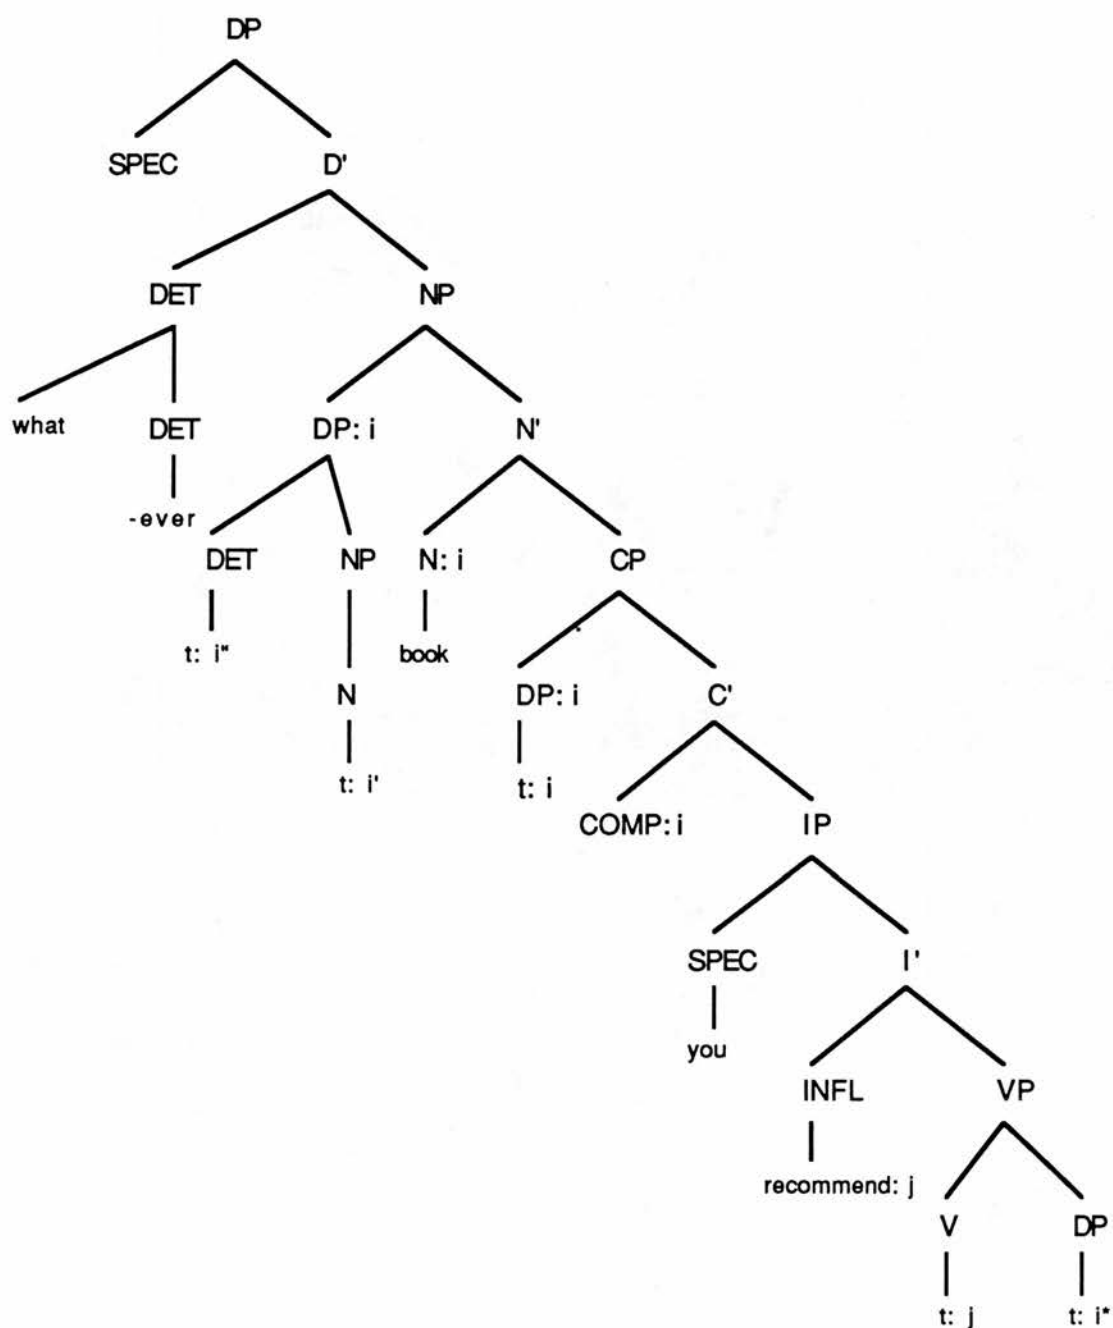 DP
SPEC D'
DET NP
what DET DP: i N'
-ever
DET NP N: i CP
t: i" book
N DP: i C'
t: i' t: i
COMP: i IP
SPEC I'
you
INFL VP
recommend: j
V DP
t: j t: i*